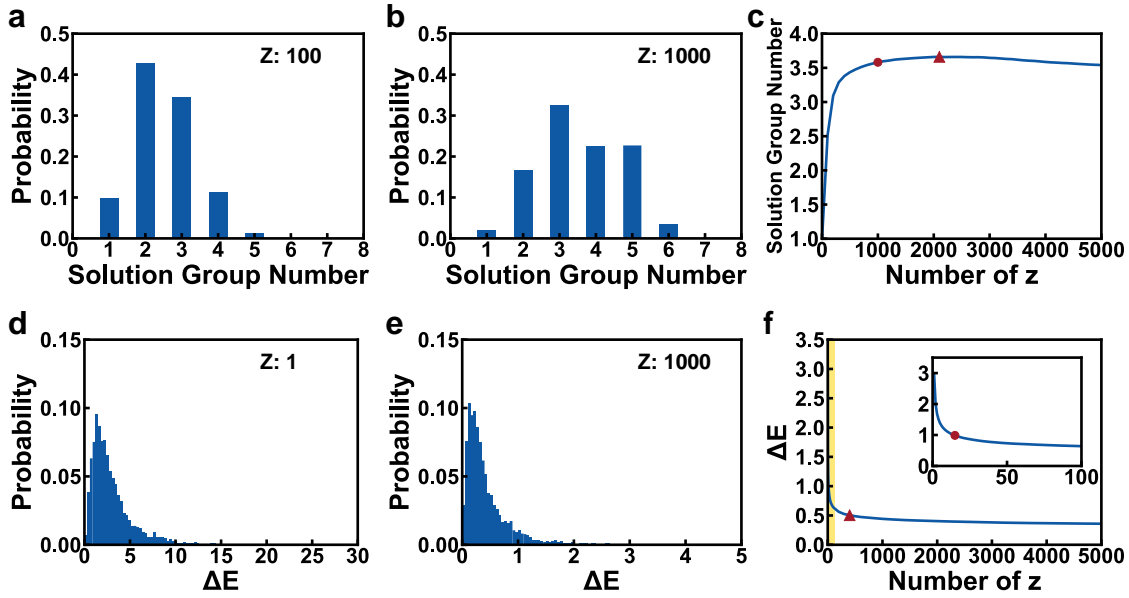 a
Z: 100
Probability
0.5
0.4
0.3
0.2
0.1
0.0
0 1 2 3 4 5 6 7 8
Solution Group Number
b
Z: 1000
Probability
0.5
0.4
0.3
0.2
0.1
0.0
0 1 2 3 4 5 6 7 8
Solution Group Number
c
Solution Group Number
4.0
3.5
3.0
2.5
2.0
1.5
1.0
0 1000 2000 3000 4000 5000
Number of z
d
Z: 1
Probability
0.15
0.10
0.05
0.00
0 5 10 15 20 25 30
ΔE
e
Z: 1000
Probability
0.15
0.10
0.05
0.00
0 1 2 3 4 5
ΔE
f
ΔE
3.5
3.0
2.5
2.0
1.5
1.0
0.5
0.0
3
2
1
0
0 50 100
0 1000 2000 3000 4000 5000
Number of z